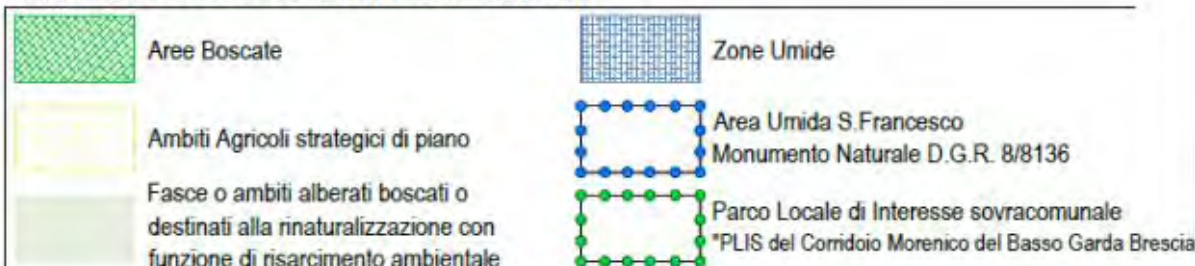 Aree Boscate
Ambiti Agricoli strategici di piano
Fasce o ambiti alberati boscati o
destinati alla rinaturalizzazione con
funzione di risarcimento ambientale
Zone Umide
Area Umida S.Francesco
Monumento Naturale D.G.R. 8/8136
Parco Locale di Interesse sovracomunale
"PLIS del Corridoio Morenico del Basso Garda Brescia